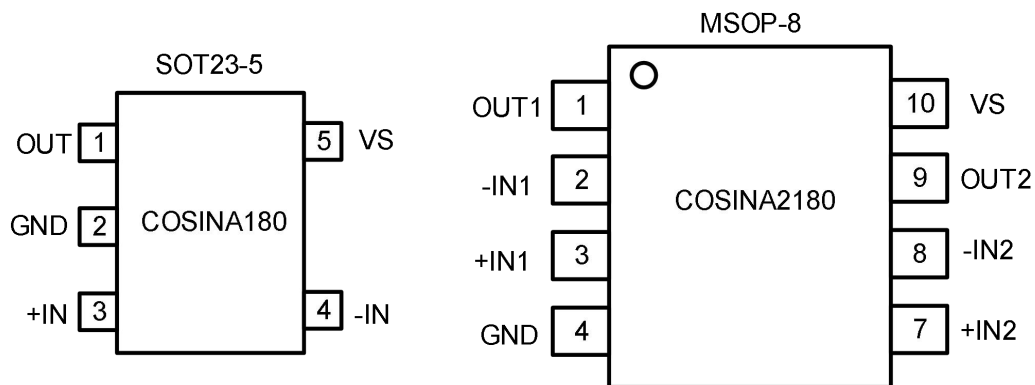 SOT23-5
OUT 1
5 VS
GND 2
COSINA180
+IN 3
4 -IN
MSOP-8
OUT1 1
10 VS
-IN1 2
9 OUT2
COSINA2180
+IN1 3
8 -IN2
GND 4
7 +IN2